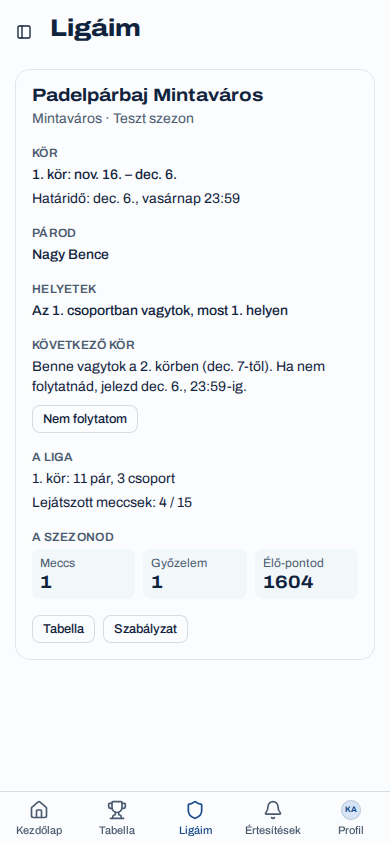 Ligáim
Padelpárbaj Mintaváros
Mintaváros · Teszt szezon
KÖR
1. kör: nov. 16. – dec. 6.
Határidő: dec. 6., vasárnap 23:59
PÁROD
Nagy Bence
HELYETEK
Az 1. csoportban vagytok, most 1. helyen
KÖVETKEZŐ KÖR
Benne vagytok a 2. körben (dec. 7-től). Ha nem
folytatnád, jelezd dec. 6., 23:59-ig.
Nem folytatom
A LIGA
1. kör: 11 pár, 3 csoport
Lejátszott meccsek: 4 / 15
A SZEZONOD
Meccs Győzelem Élő-pontod
1 1 1604
Tabella Szabályzat
KA
Kezdőlap Tabella Ligáim Értesítések Profil